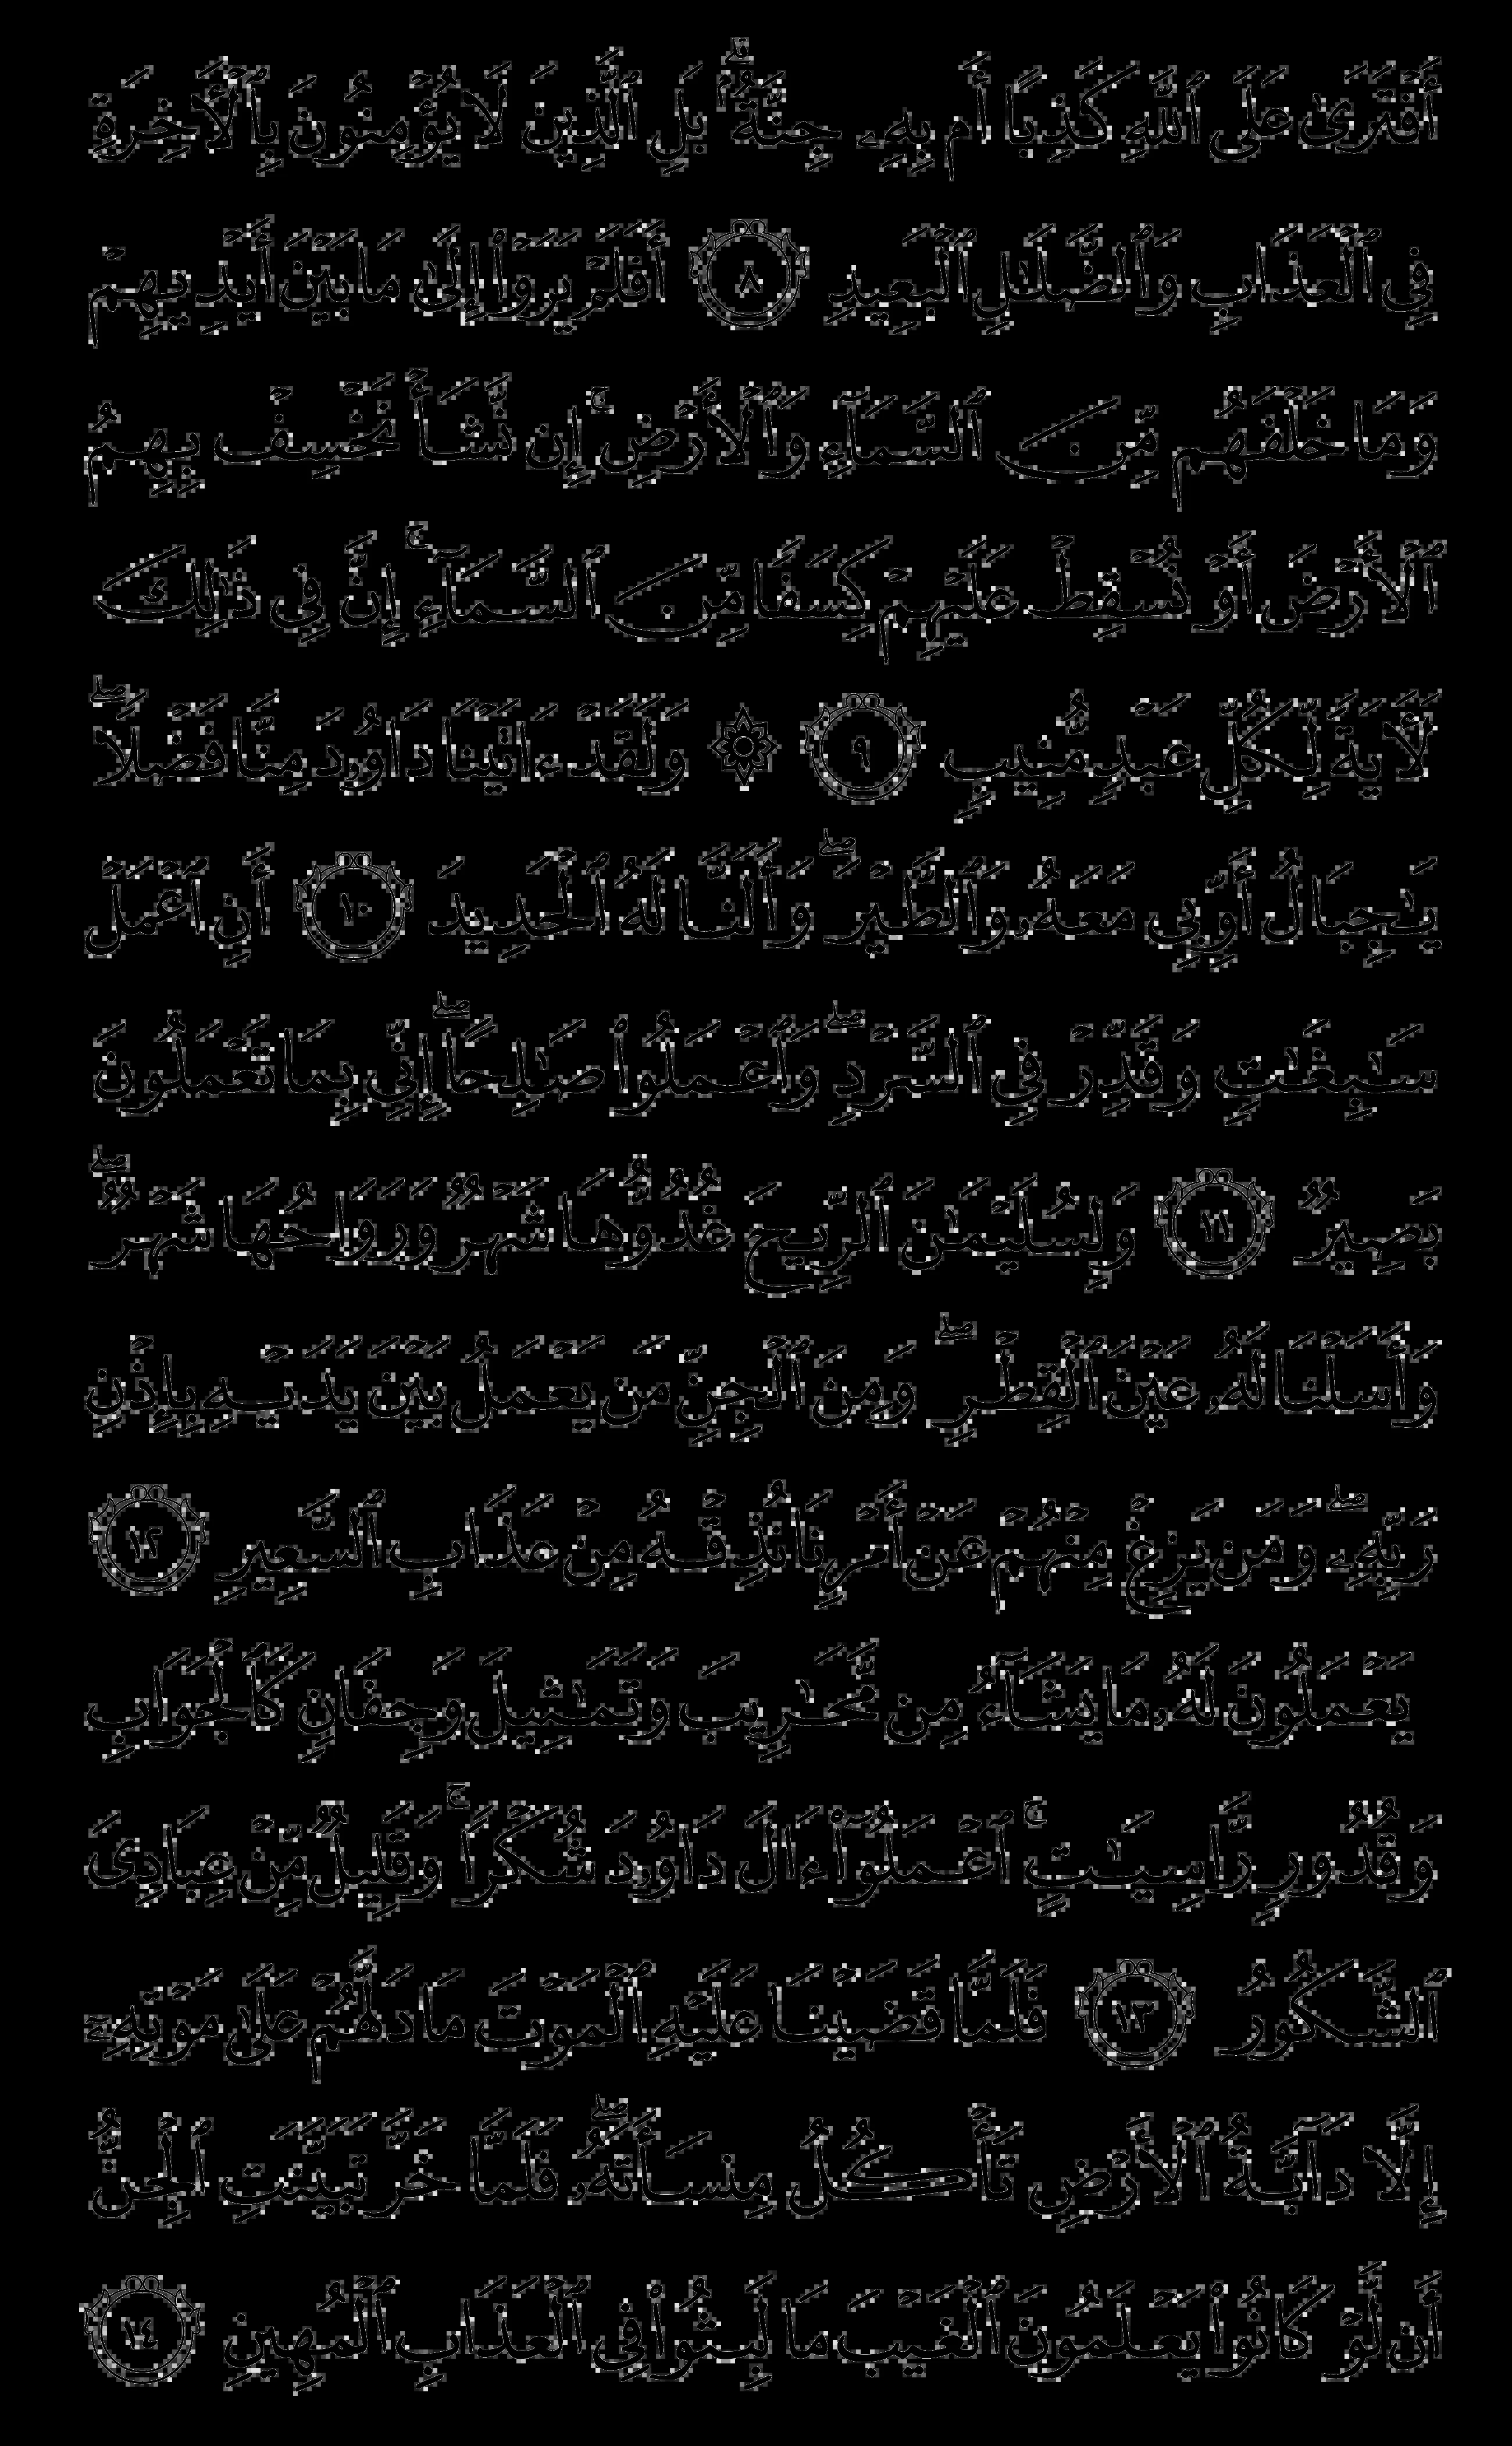 أَفْتَرَىٰ عَلَى ٱللَّهِ كَذِبًا أَم بِهِۦ جِنَّةٌۢ ۗ بَلِ ٱلَّذِينَ لَا يُؤْمِنُونَ بِٱلْأَخِرَةِ
فِى ٱلْعَذَابِ وَٱلضَّلَـٰلِ ٱلْبَعِيدِ ٨ أَفَلَمْ يَرَوْا۟ إِلَىٰ مَا بَيْنَ أَيْدِيهِمْ
وَمَا خَلْفَهُم مِّنَ ٱلسَّمَآءِ وَٱلْأَرْضِ ۚ إِن نَّشَأْ نَخْسِفْ بِهِمُ
ٱلْأَرْضَ أَوْ نُسْقِطْ عَلَيْهِمْ كِسَفًا مِّنَ ٱلسَّمَآءِ ۚ إِنَّ فِى ذَٰلِكَ
لَـَٔايَةً لِّكُلِّ عَبْدٍ مُّنِيبٍ ٩ ۞ وَلَقَدْ ءَاتَيْنَا دَاوُۥدَ مِنَّا فَضْلًا ۖ
يَـٰجِبَالُ أَوِّبِى مَعَهُۥ وَٱلطَّيْرَ ۖ وَأَلَنَّا لَهُ ٱلْحَدِيدَ ١٠ أَنِ ٱعْمَلْ
سَـٰبِغَـٰتٍ وَقَدِّرْ فِى ٱلسَّرْدِ ۖ وَٱعْمَلُوا۟ صَـٰلِحًا ۖ إِنِّى بِمَا تَعْمَلُونَ
بَصِيرٌ ١١ وَلِسُلَيْمَـٰنَ ٱلرِّيحَ غُدُوُّهَا شَهْرٌ وَرَوَاحُهَا شَهْرٌ ۖ
وَأَسَلْنَا لَهُۥ عَيْنَ ٱلْقِطْرِ ۖ وَمِنَ ٱلْجِنِّ مَن يَعْمَلُ بَيْنَ يَدَيْهِ بِإِذْنِ
رَبِّهِۦ ۖ وَمَن يَزِغْ مِنْهُمْ عَنْ أَمْرِنَا نُذِقْهُ مِنْ عَذَابِ ٱلسَّعِيرِ ١٢
يَعْمَلُونَ لَهُۥ مَا يَشَآءُ مِن مَّحَـٰرِيبَ وَتَمَـٰثِيلَ وَجِفَانٍ كَٱلْجَوَابِ
وَقُدُورٍ رَّاسِيَـٰتٍ ۚ ٱعْمَلُوٓا۟ ءَالَ دَاوُۥدَ شُكْرًا ۚ وَقَلِيلٌ مِّنْ عِبَادِىَ
ٱلشَّكُورُ ١٣ فَلَمَّا قَضَيْنَا عَلَيْهِ ٱلْمَوْتَ مَا دَلَّهُمْ عَلَىٰ مَوْتِهِۦٓ
إِلَّا دَآبَّةُ ٱلْأَرْضِ تَأْكُلُ مِنسَأَتَهُۥ ۖ فَلَمَّا خَرَّ تَبَيَّنَتِ ٱلْجِنُّ
أَن لَّوْ كَانُوا۟ يَعْلَمُونَ ٱلْغَيْبَ مَا لَبِثُوا۟ فِى ٱلْعَذَابِ ٱلْمُهِينِ ١٤